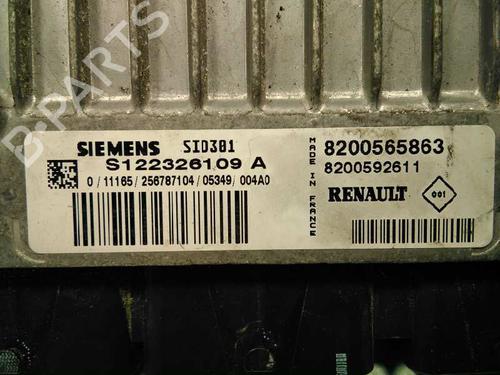 B-PARTS
SIEMENS SID301
S122326109 A
0 / 11165 / 256787104 / 05349 / 004A0
MADE IN FRANCE
8200565863
8200592611
RENAULT
001